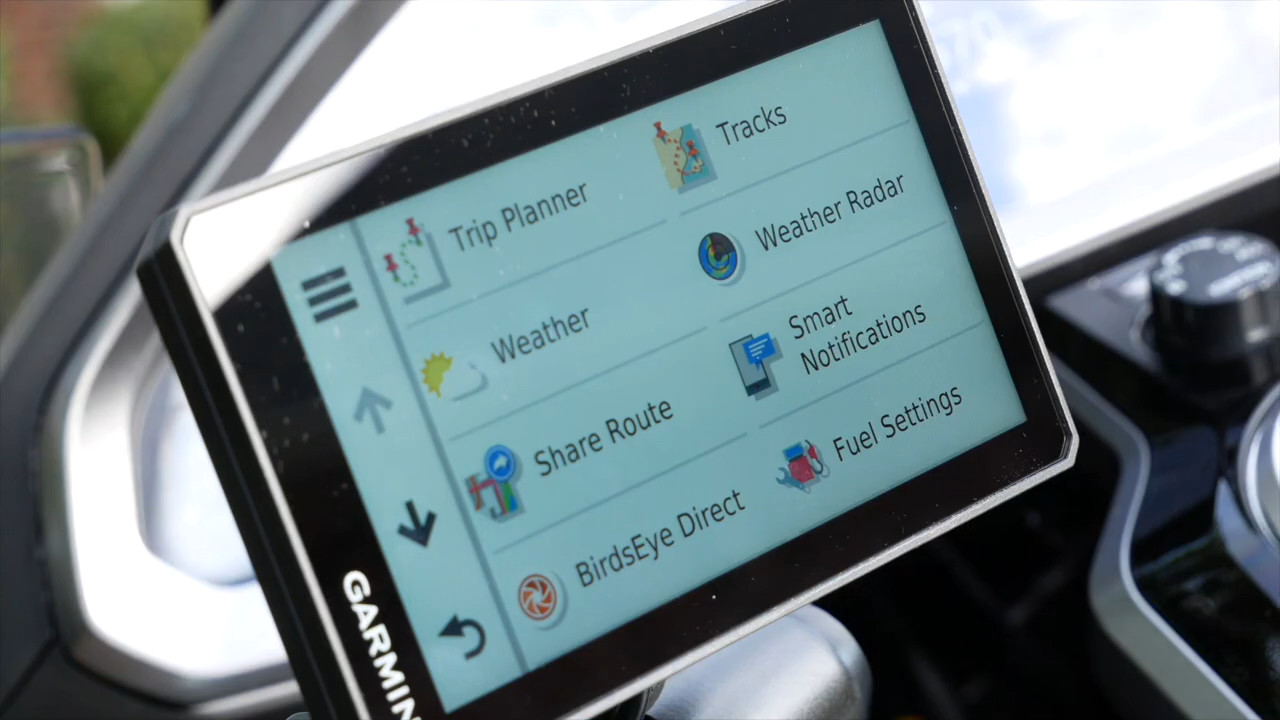 Trip Planner
Tracks
Weather
Weather Radar
Share Route
Smart
Notifications
BirdsEye Direct
Fuel Settings
GARMIN